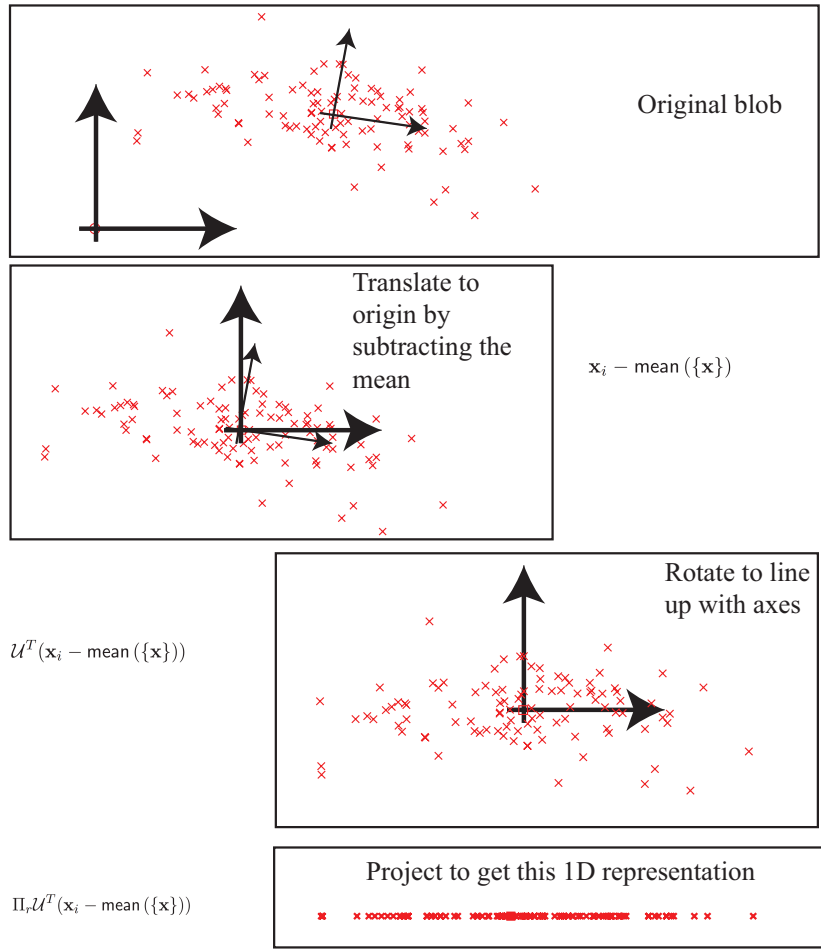 Original blob
Translate to
origin by
subtracting the
mean
𝐱ᵢ − mean ({𝐱})
Rotate to line
up with axes
𝒰ᵀ(𝐱ᵢ − mean ({𝐱}))
Project to get this 1D representation
Πᵣ𝒰ᵀ(𝐱ᵢ − mean ({𝐱}))